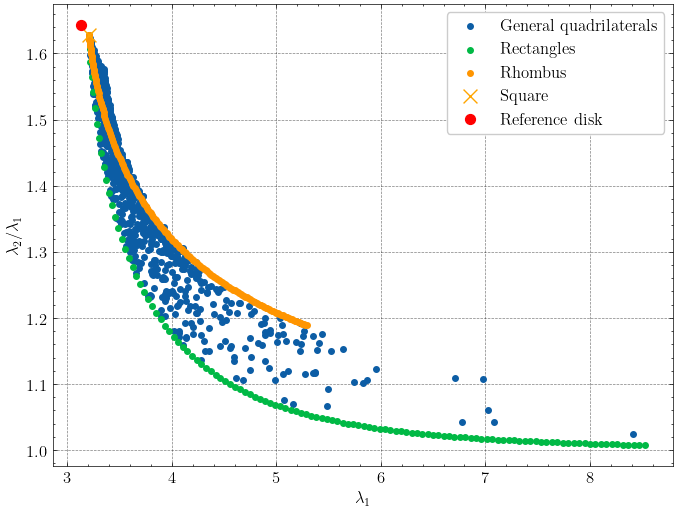 General quadrilaterals
Rectangles
Rhombus
Square
Reference disk
λ₂/λ₁
1.6
1.5
1.4
1.3
1.2
1.1
1.0
3 4 5 6 7 8
λ₁